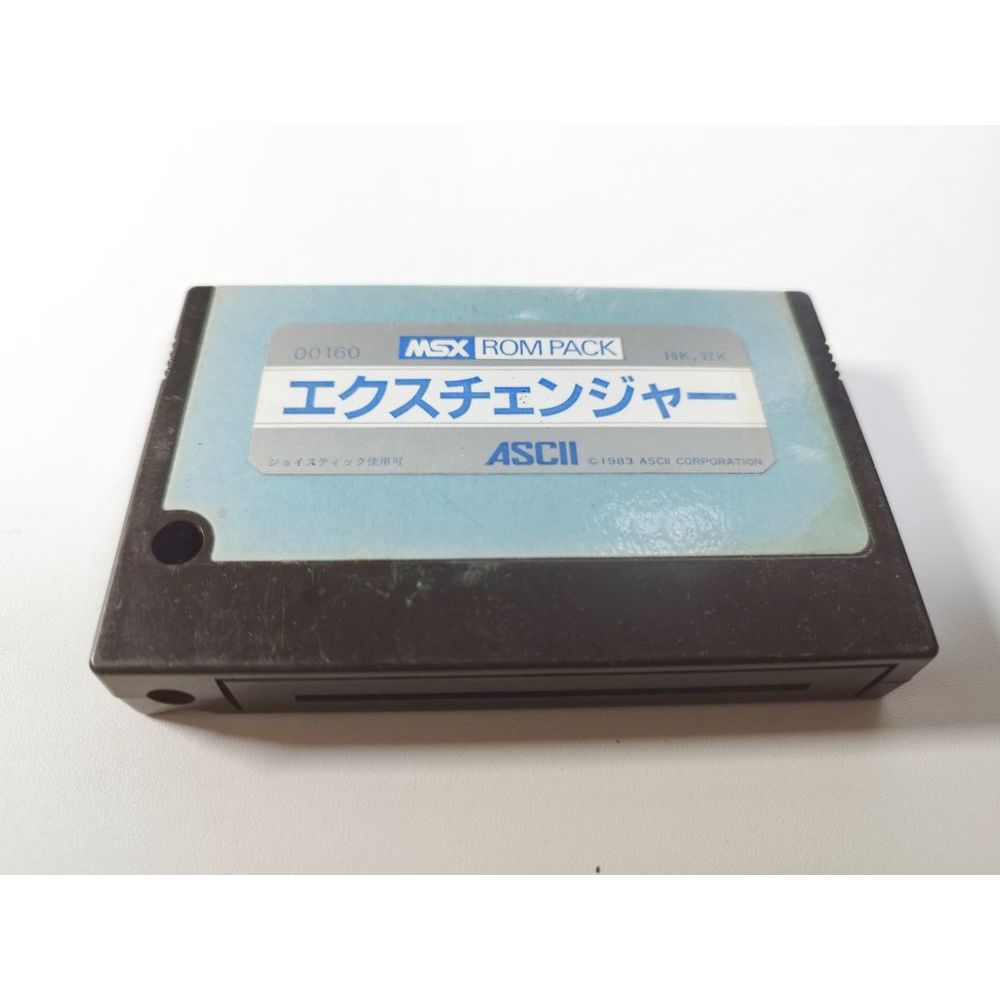 00160 MSX ROM PACK 16K,32K
エクスチェンジャー
ジョイスティック使用可 ASCII ©1983 ASCII CORPORATION